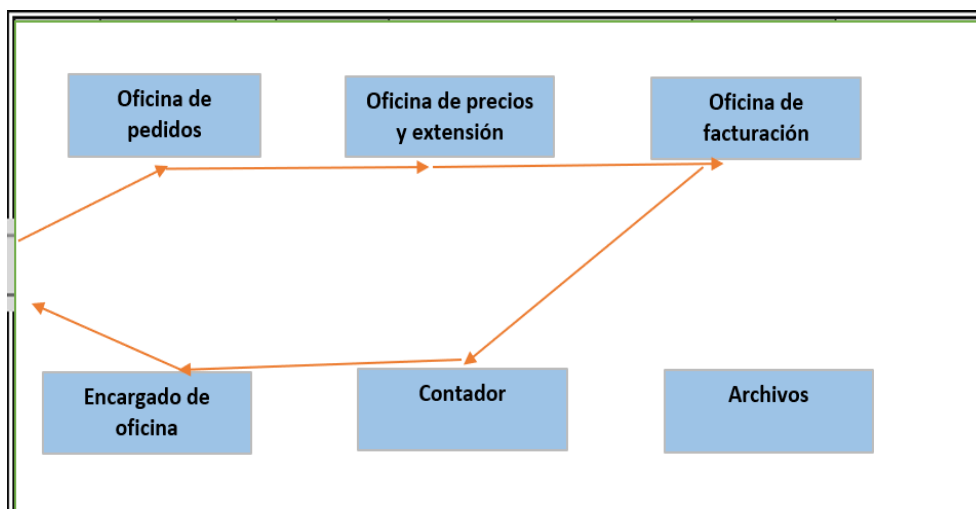 Oficina de
pedidos
Oficina de precios
y extensión
Oficina de
facturación
Encargado de
oficina
Contador
Archivos